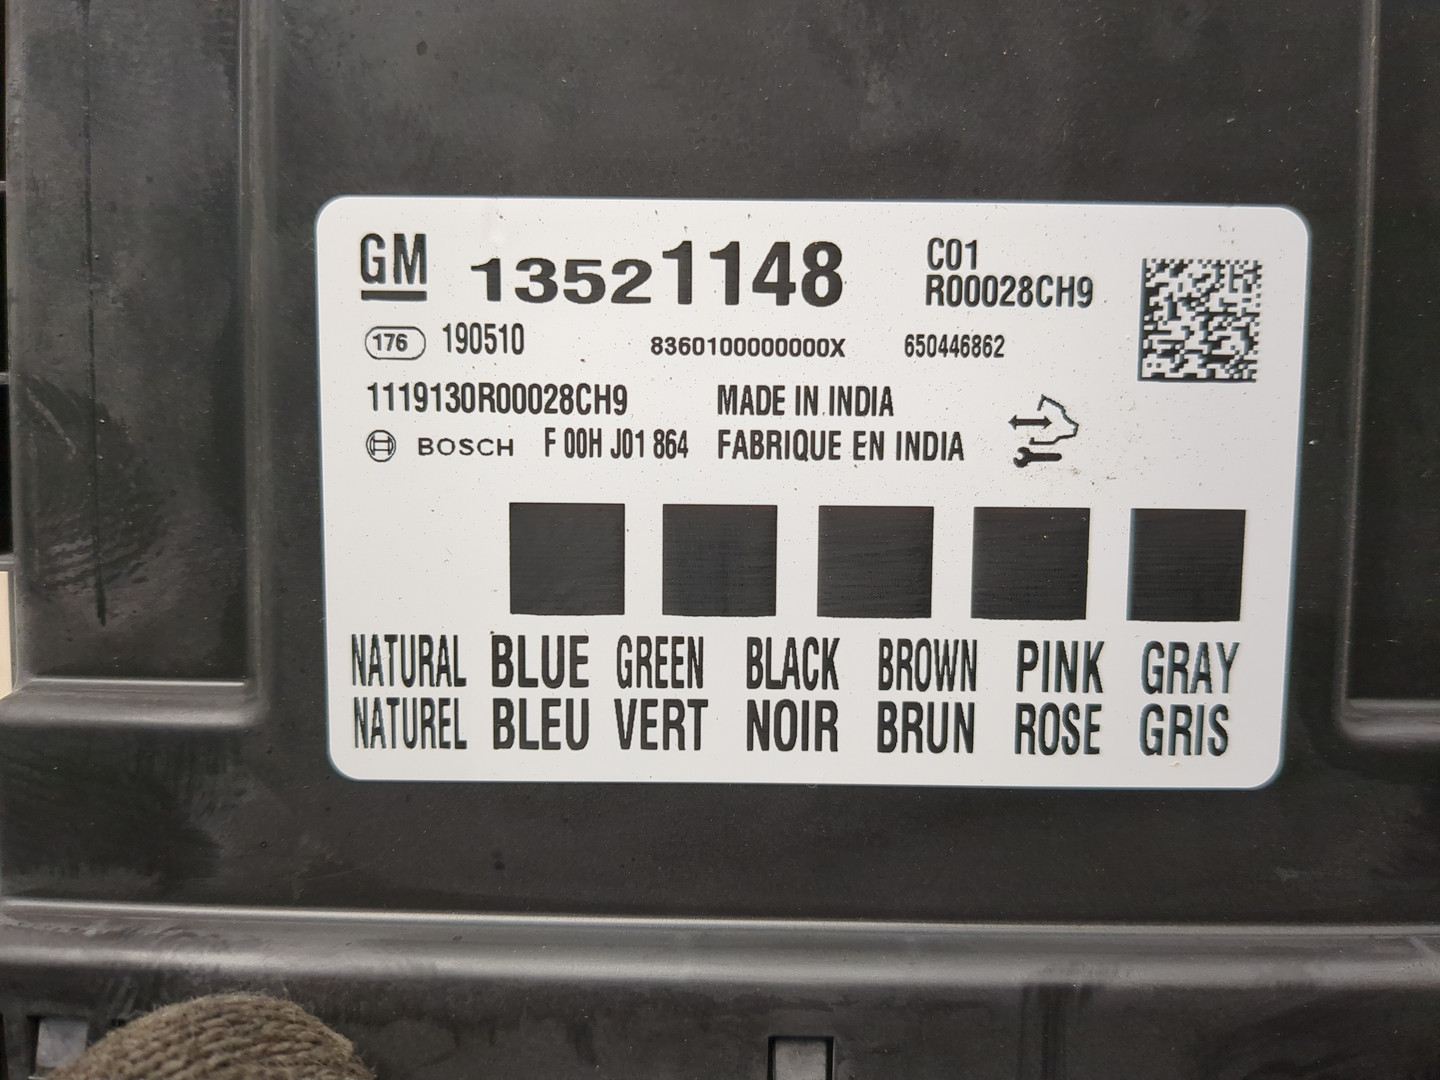 GM 13521148 C01
R00028CH9
176 190510 8360100000000X 650446862
1119130R00028CH9 MADE IN INDIA
BOSCH F 00H J01 864 FABRIQUE EN INDIA
NATURAL BLUE GREEN BLACK BROWN PINK GRAY
NATUREL BLEU VERT NOIR BRUN ROSE GRIS